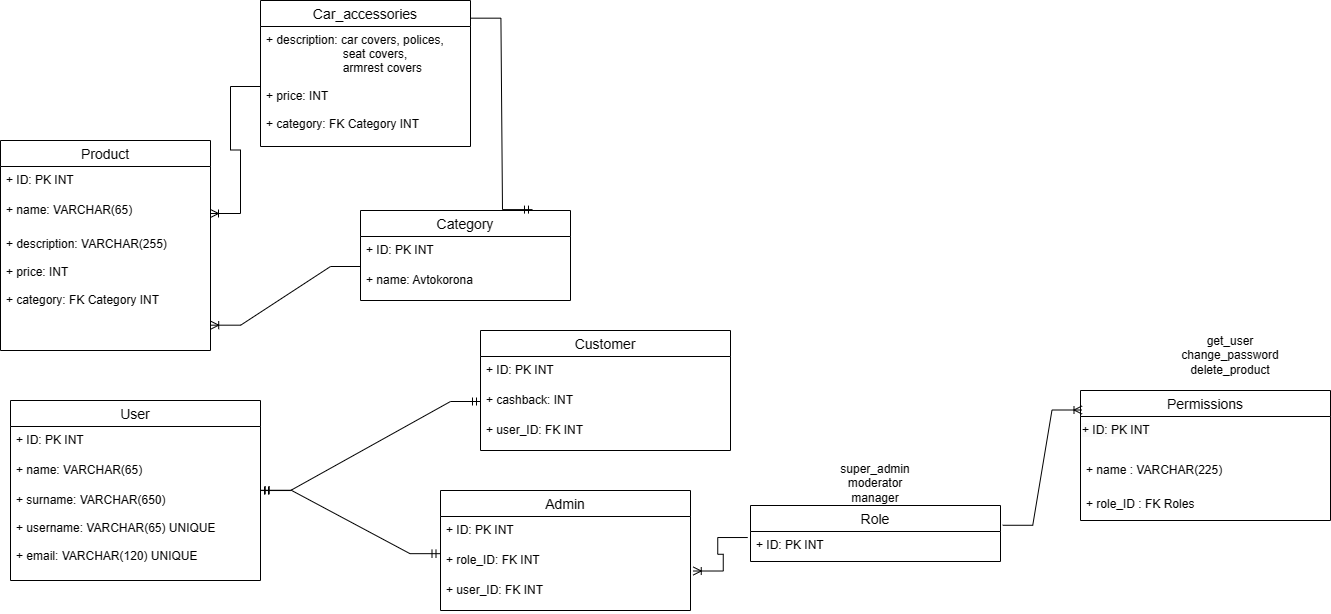 Car_accessories
+ description: car covers, polices,
seat covers,
armrest covers
+ price: INT
+ category: FK Category INT
Product
+ ID: PK INT
+ name: VARCHAR(65)
+ description: VARCHAR(255)
+ price: INT
+ category: FK Category INT
Category
+ ID: PK INT
+ name: Avtokorona
Customer
+ ID: PK INT
+ cashback: INT
+ user_ID: FK INT
User
+ ID: PK INT
+ name: VARCHAR(65)
+ surname: VARCHAR(650)
+ username: VARCHAR(65) UNIQUE
+ email: VARCHAR(120) UNIQUE
Admin
+ ID: PK INT
+ role_ID: FK INT
+ user_ID: FK INT
super_admin
moderator
manager
Role
+ ID: PK INT
get_user
change_password
delete_product
Permissions
+ ID: PK INT
+ name : VARCHAR(225)
+ role_ID : FK Roles